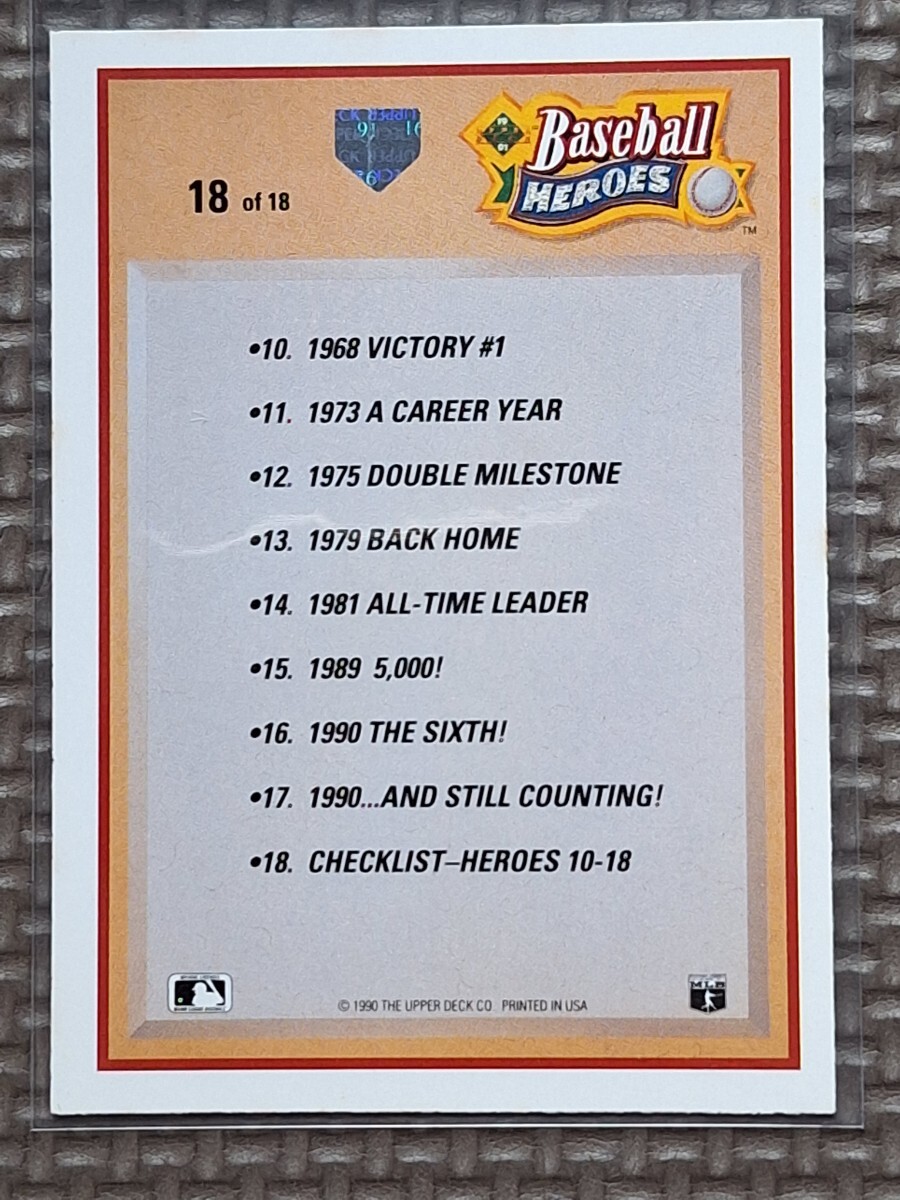 Baseball
HEROES
TM
18 of 18
•10. 1968 VICTORY #1
•11. 1973 A CAREER YEAR
•12. 1975 DOUBLE MILESTONE
•13. 1979 BACK HOME
•14. 1981 ALL-TIME LEADER
•15. 1989 5,000!
•16. 1990 THE SIXTH!
•17. 1990...AND STILL COUNTING!
•18. CHECKLIST–HEROES 10-18
© 1990 THE UPPER DECK CO. PRINTED IN USA